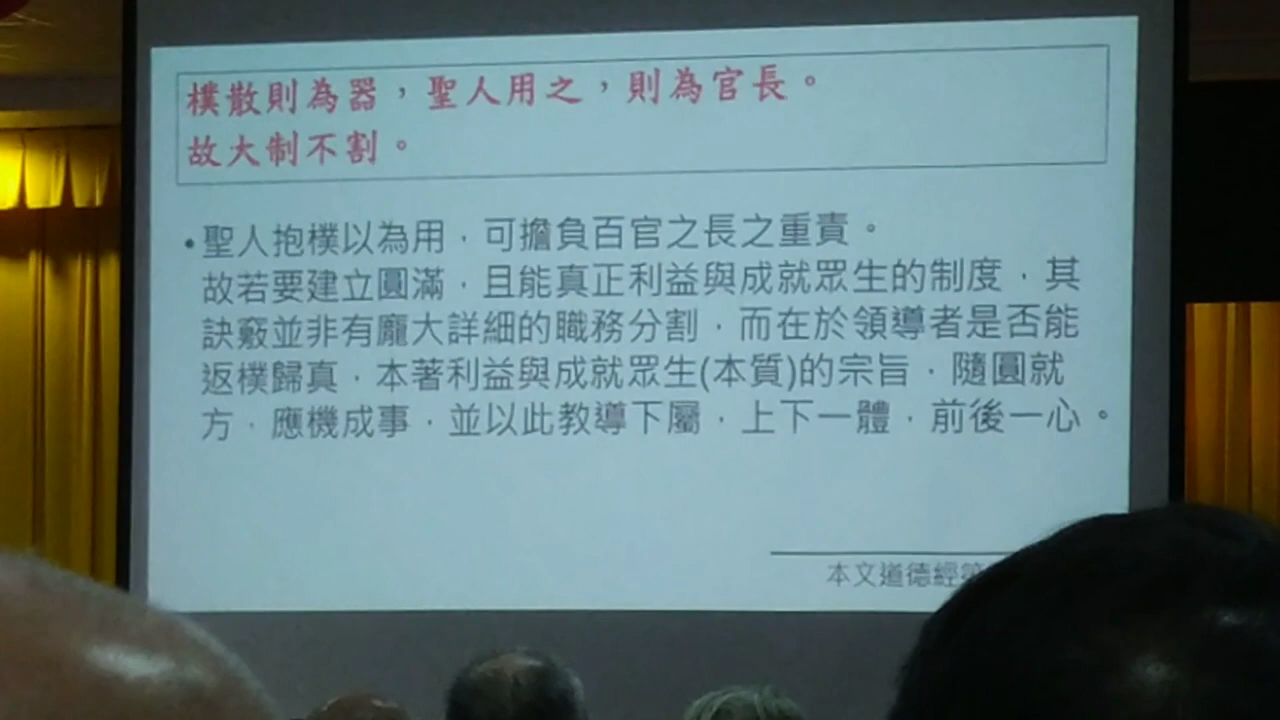 樸散則為器，聖人用之，則為官長。
故大制不割。
•聖人抱樸以為用，可擔負百官之長之重責。
故若要建立圓滿，且能真正利益與成就眾生的制度，其
訣竅並非有龐大詳細的職務分割，而在於領導者是否能
返樸歸真，本著利益與成就眾生(本質)的宗旨，隨圓就
方，應機成事，並以此教導下屬，上下一體，前後一心。
本文道德經第